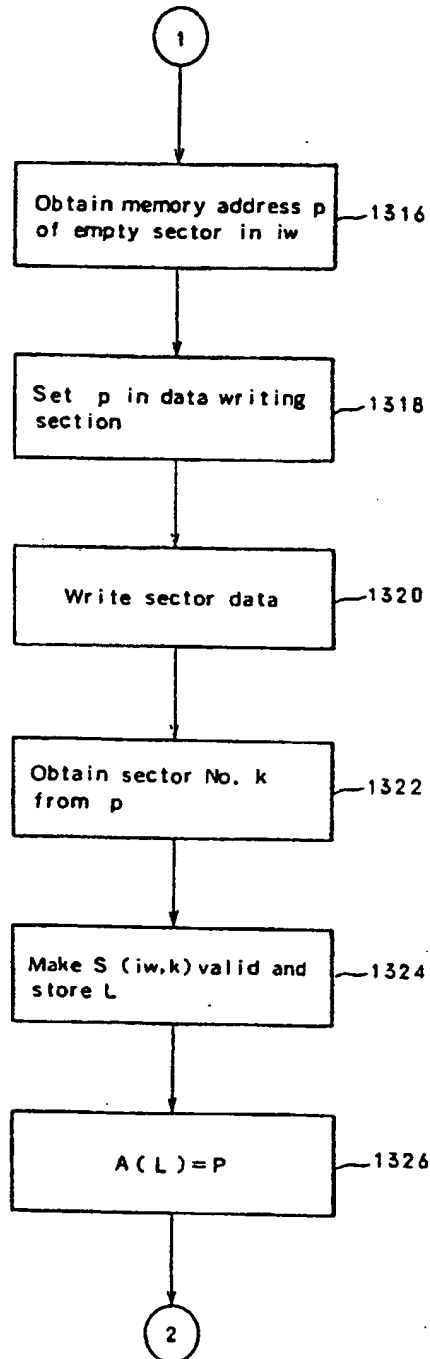 1
Obtain memory address p
of empty sector in iw
1316
Set p in data writing
section
1318
Write sector data
1320
Obtain sector No. k
from p
1322
Make S (iw,k) valid and
store L
1324
A(L)=P
1326
2